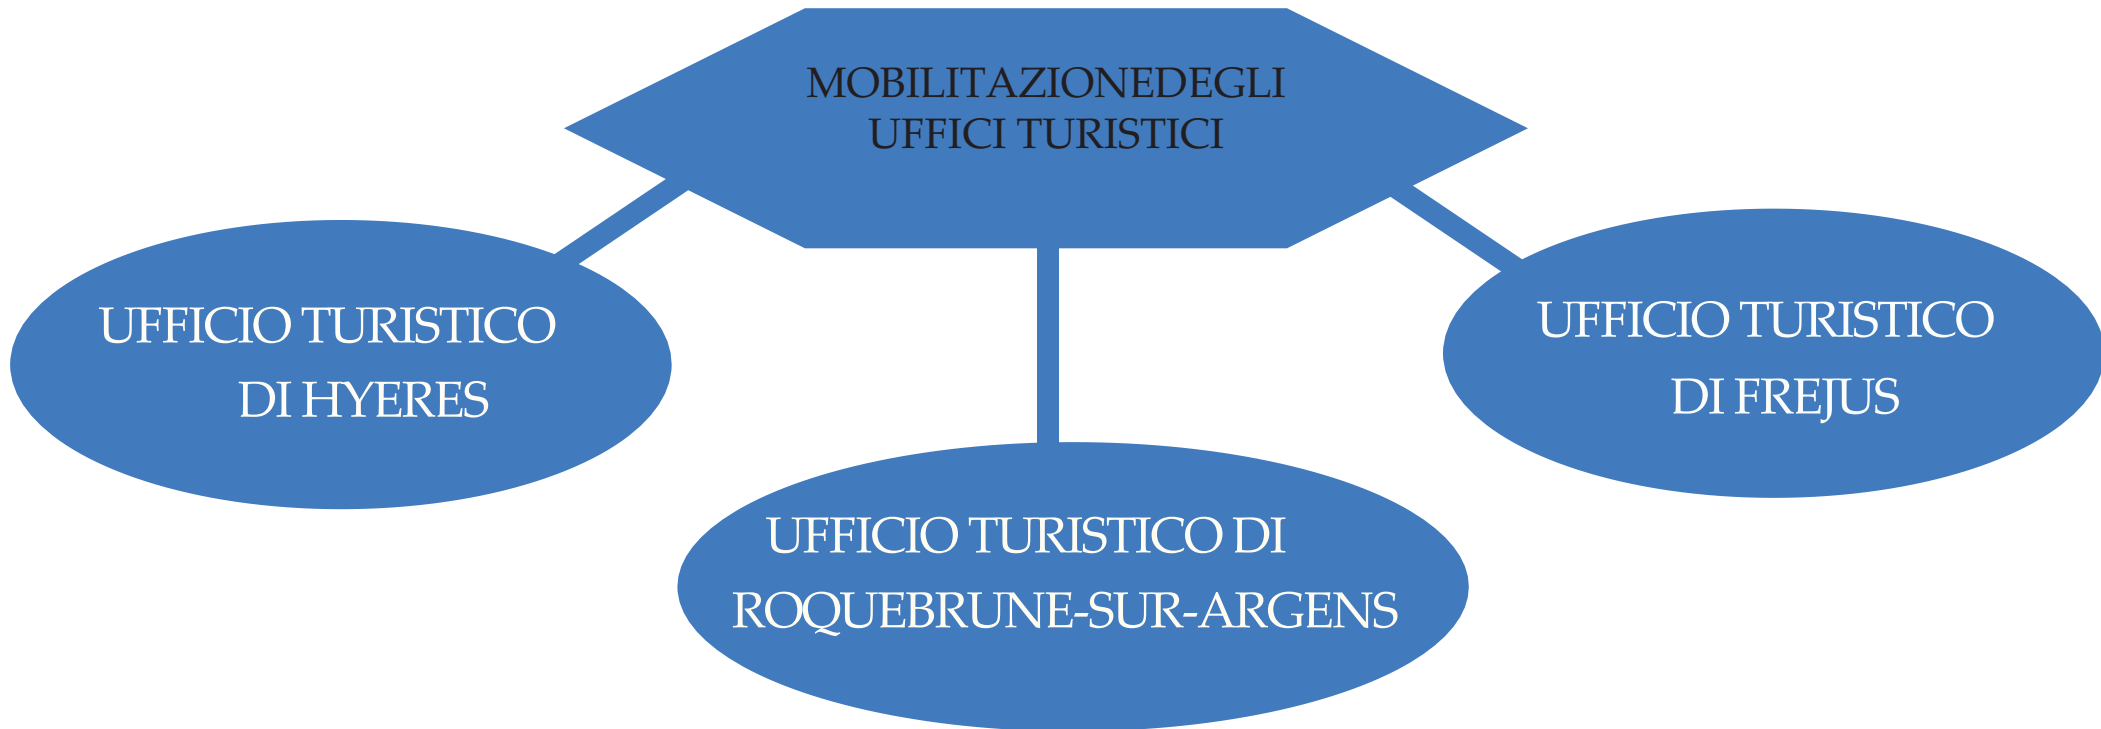 MOBILITAZIONEDEGLI
UFFICI TURISTICI
UFFICIO TURISTICO
DI HYERES
UFFICIO TURISTICO
DI FREJUS
UFFICIO TURISTICO DI
ROQUEBRUNE-SUR-ARGENS